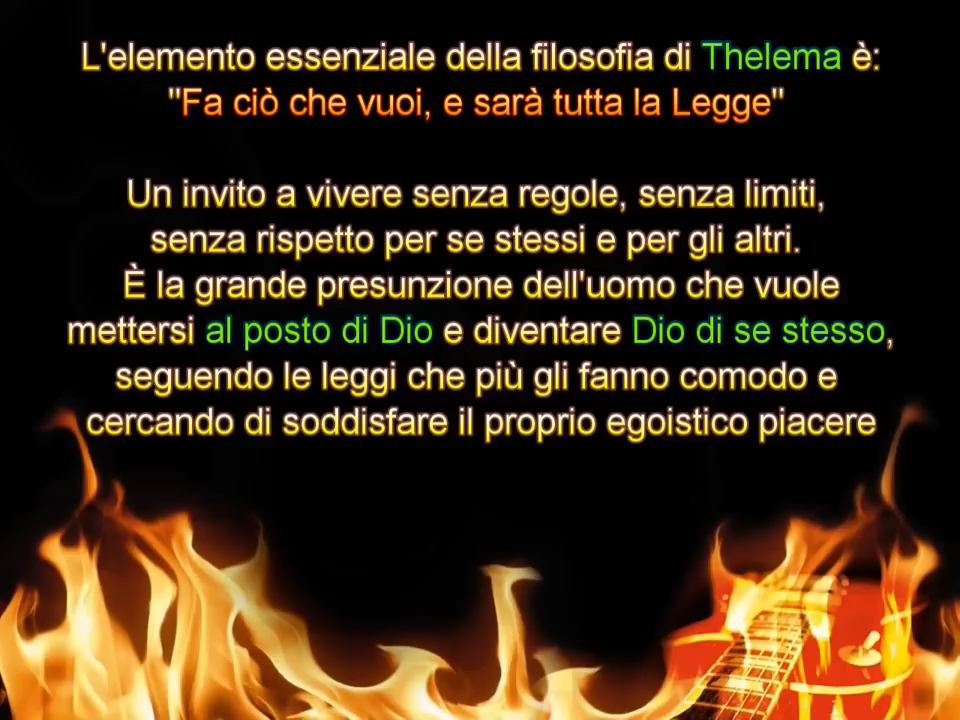 L'elemento essenziale della filosofia di Thelema è:
"Fa ciò che vuoi, e sarà tutta la Legge"
Un invito a vivere senza regole, senza limiti,
senza rispetto per se stessi e per gli altri.
È la grande presunzione dell'uomo che vuole
mettersi al posto di Dio e diventare Dio di se stesso,
seguendo le leggi che più gli fanno comodo e
cercando di soddisfare il proprio egoistico piacere